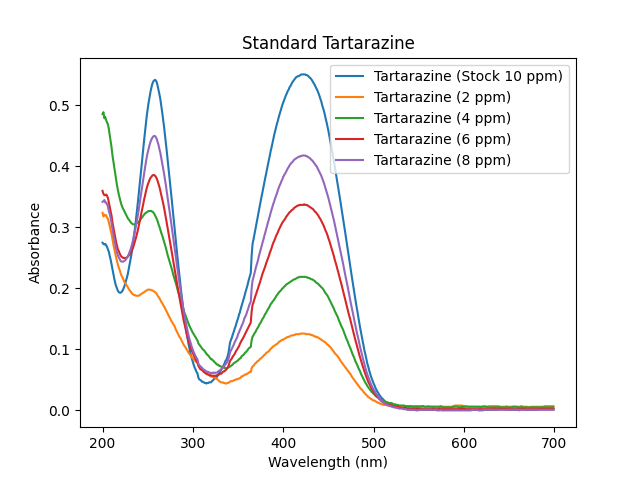 Standard Tartarazine
Tartarazine (Stock 10 ppm)
Tartarazine (2 ppm)
Tartarazine (4 ppm)
Tartarazine (6 ppm)
Tartarazine (8 ppm)
Absorbance
0.5
0.4
0.3
0.2
0.1
0.0
200 300 400 500 600 700
Wavelength (nm)